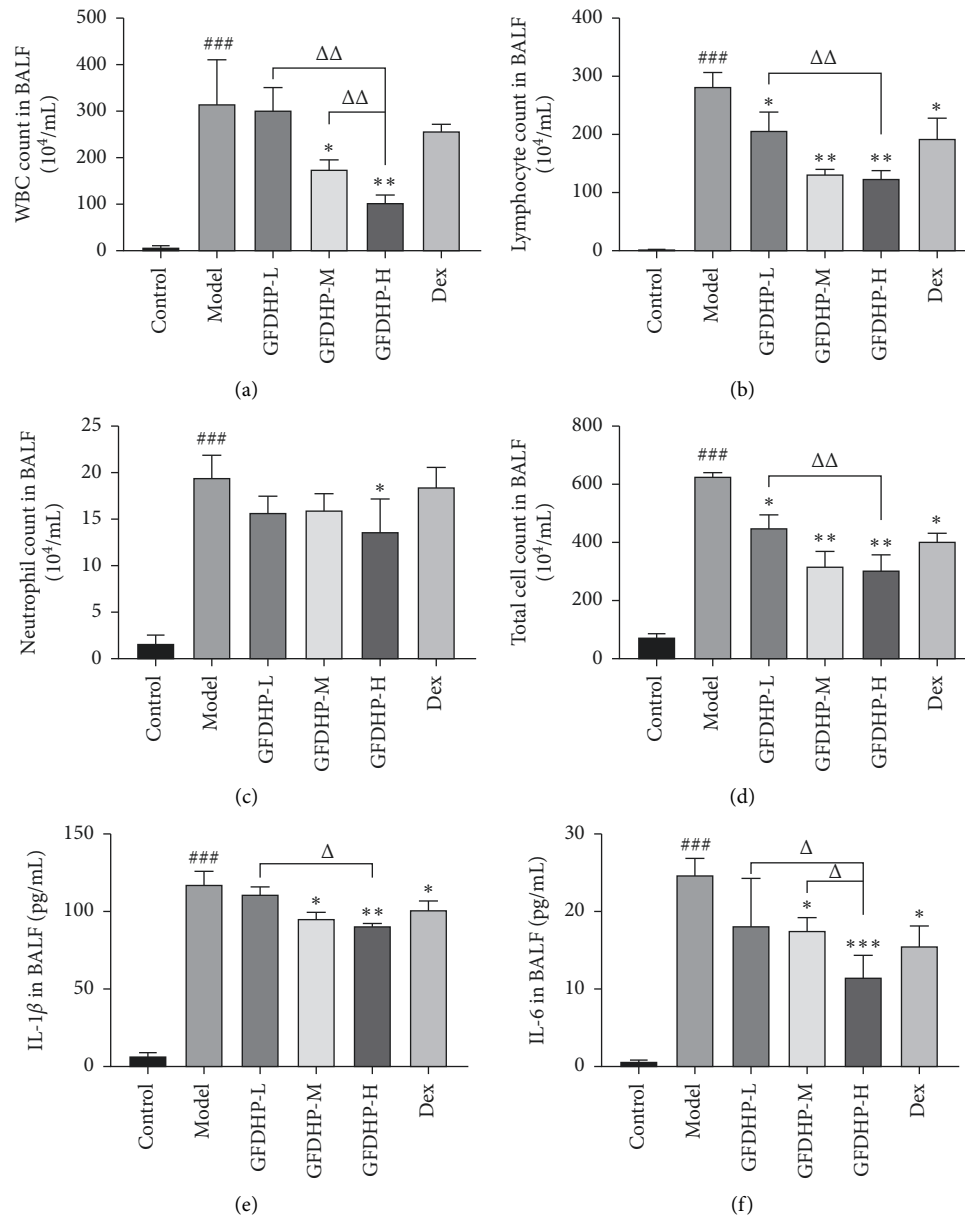 500
400
300
200
100
0
WBC count in BALF
(10⁴/mL)
###
ΔΔ
ΔΔ
*
**
Control
Model
GFDHP-L
GFDHP-M
GFDHP-H
Dex
(a)
400
300
200
100
0
Lymphocyte count in BALF
(10⁴/mL)
###
ΔΔ
*
**
**
*
Control
Model
GFDHP-L
GFDHP-M
GFDHP-H
Dex
(b)
25
20
15
10
5
0
Neutrophil count in BALF
(10⁴/mL)
###
*
Control
Model
GFDHP-L
GFDHP-M
GFDHP-H
Dex
(c)
800
600
400
200
0
Total cell count in BALF
(10⁴/mL)
###
ΔΔ
*
**
**
*
Control
Model
GFDHP-L
GFDHP-M
GFDHP-H
Dex
(d)
150
100
50
0
IL-1β in BALF (pg/mL)
###
Δ
*
**
*
Control
Model
GFDHP-L
GFDHP-M
GFDHP-H
Dex
(e)
30
20
10
0
IL-6 in BALF (pg/mL)
###
Δ
Δ
*
***
*
Control
Model
GFDHP-L
GFDHP-M
GFDHP-H
Dex
(f)